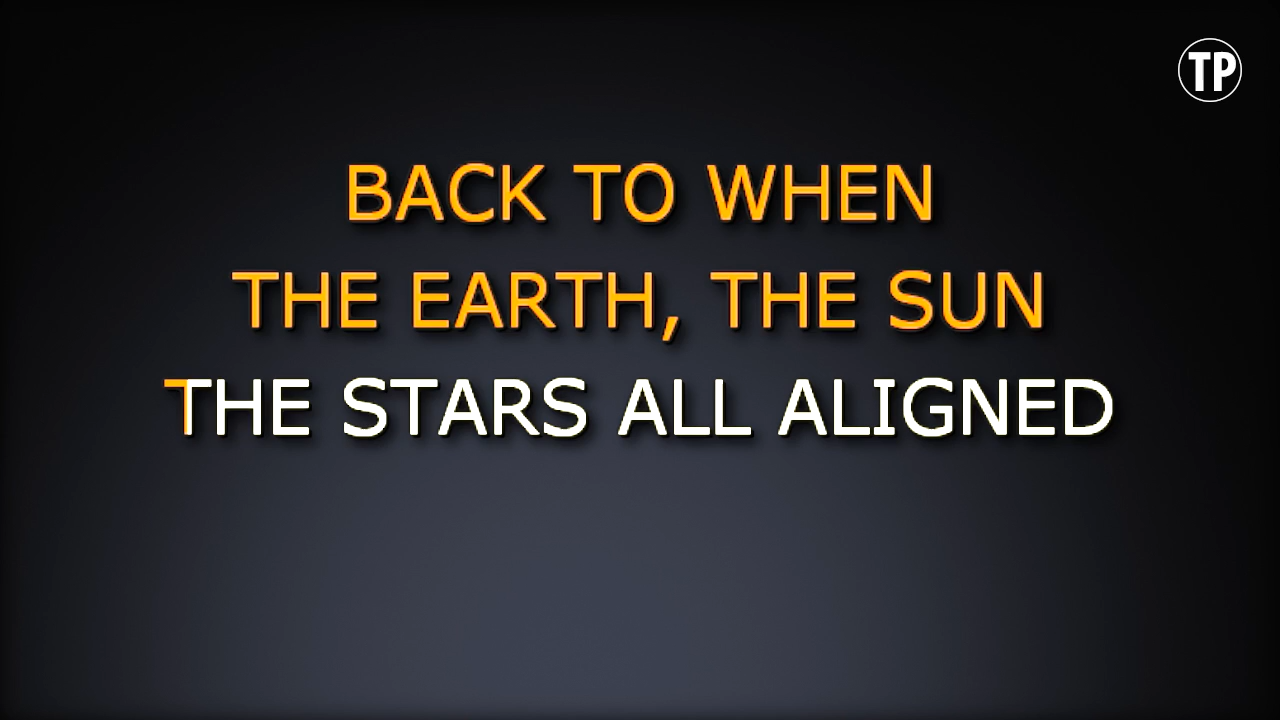 TP
BACK TO WHEN
THE EARTH, THE SUN
THE STARS ALL ALIGNED